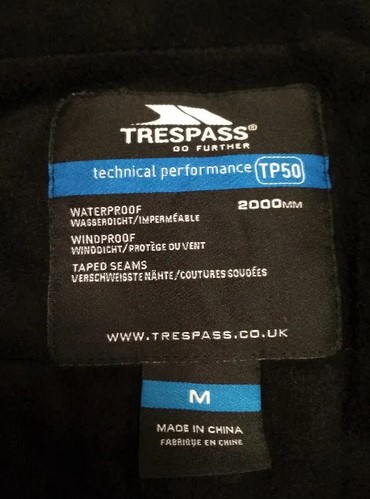 TRESPASS®
GO FURTHER
technical performance TP50
WATERPROOF 2000MM
WASSERDICHT/IMPERMÉABLE
WINDPROOF
WINDDICHT/PROTÈGE DU VENT
TAPED SEAMS
VERSCHWEISSTE NÄHTE/COUTURES SOUDÉES
WWW.TRESPASS.CO.UK
M
MADE IN CHINA
FABRIQUE EN CHINE